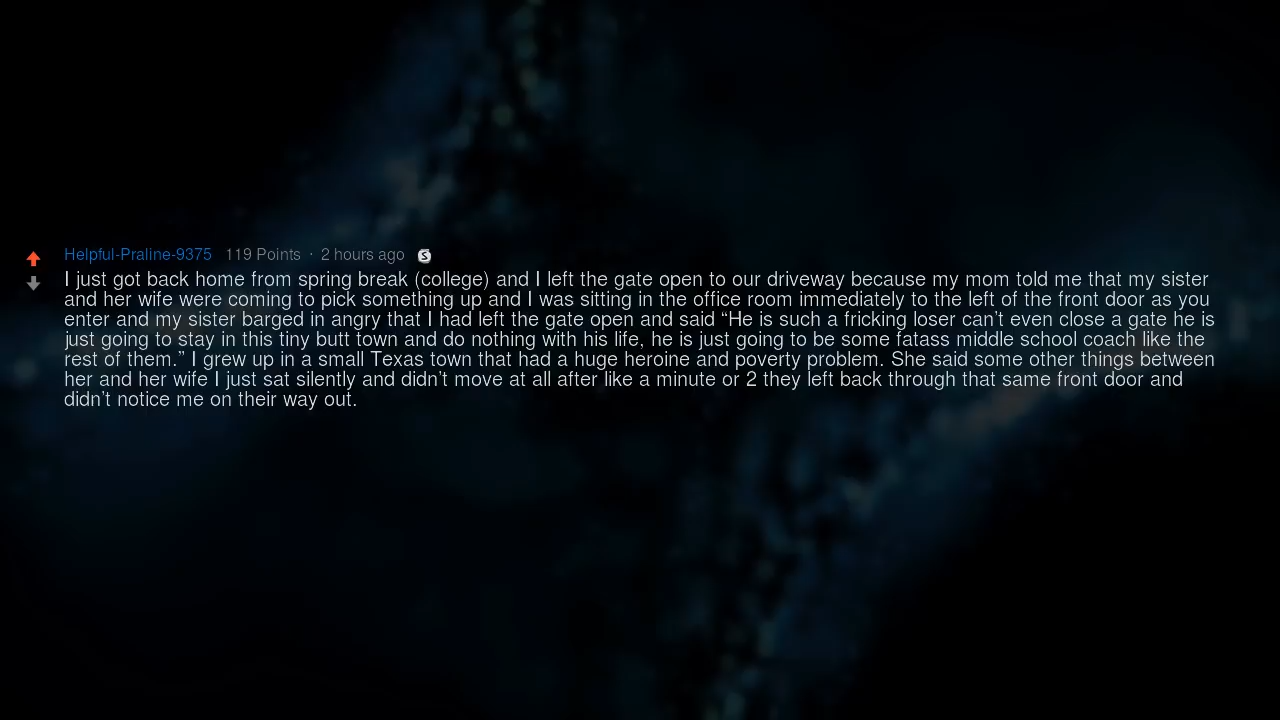 Helpful-Praline-9375 119 Points · 2 hours ago
I just got back home from spring break (college) and I left the gate open to our driveway because my mom told me that my sister
and her wife were coming to pick something up and I was sitting in the office room immediately to the left of the front door as you
enter and my sister barged in angry that I had left the gate open and said “He is such a fricking loser can’t even close a gate he is
just going to stay in this tiny butt town and do nothing with his life, he is just going to be some fatass middle school coach like the
rest of them.” I grew up in a small Texas town that had a huge heroine and poverty problem. She said some other things between
her and her wife I just sat silently and didn’t move at all after like a minute or 2 they left back through that same front door and
didn’t notice me on their way out.